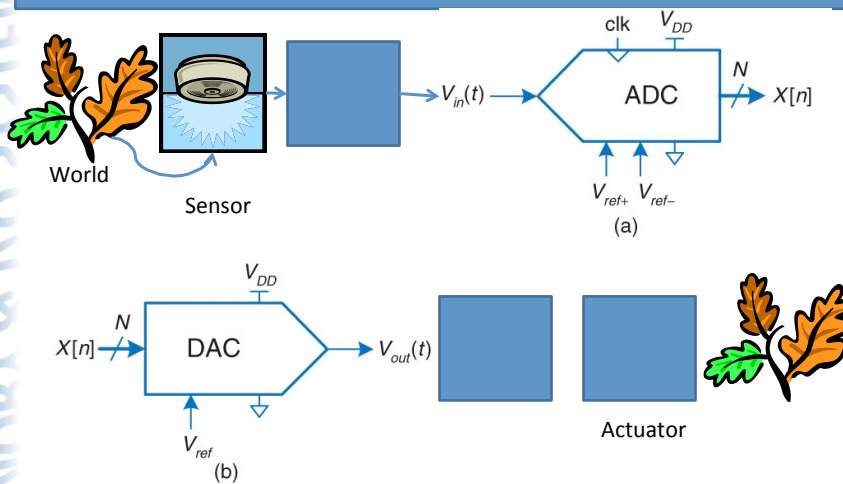 clk
V_DD
V_in(t)
ADC
N
X[n]
World
V_ref+ V_ref–
Sensor
(a)
V_DD
N
X[n]
DAC
V_out(t)
Actuator
V_ref
(b)